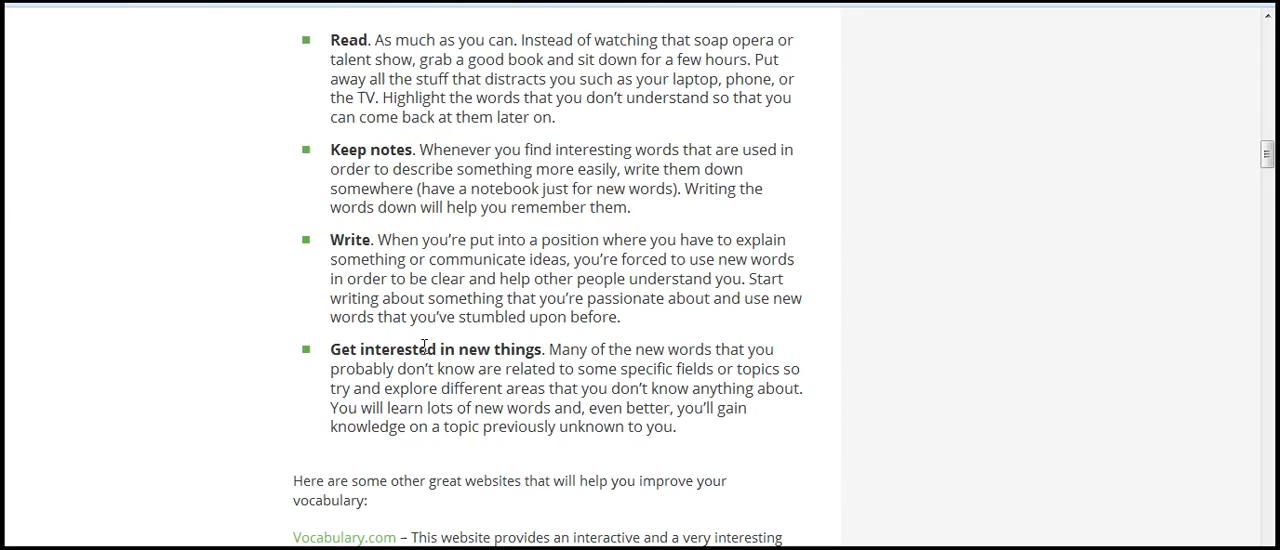 Read. As much as you can. Instead of watching that soap opera or
talent show, grab a good book and sit down for a few hours. Put
away all the stuff that distracts you such as your laptop, phone, or
the TV. Highlight the words that you don’t understand so that you
can come back at them later on.
Keep notes. Whenever you find interesting words that are used in
order to describe something more easily, write them down
somewhere (have a notebook just for new words). Writing the
words down will help you remember them.
Write. When you’re put into a position where you have to explain
something or communicate ideas, you’re forced to use new words
in order to be clear and help other people understand you. Start
writing about something that you’re passionate about and use new
words that you’ve stumbled upon before.
Get interested in new things. Many of the new words that you
probably don’t know are related to some specific fields or topics so
try and explore different areas that you don’t know anything about.
You will learn lots of new words and, even better, you’ll gain
knowledge on a topic previously unknown to you.
Here are some other great websites that will help you improve your
vocabulary:
Vocabulary.com – This website provides an interactive and a very interesting